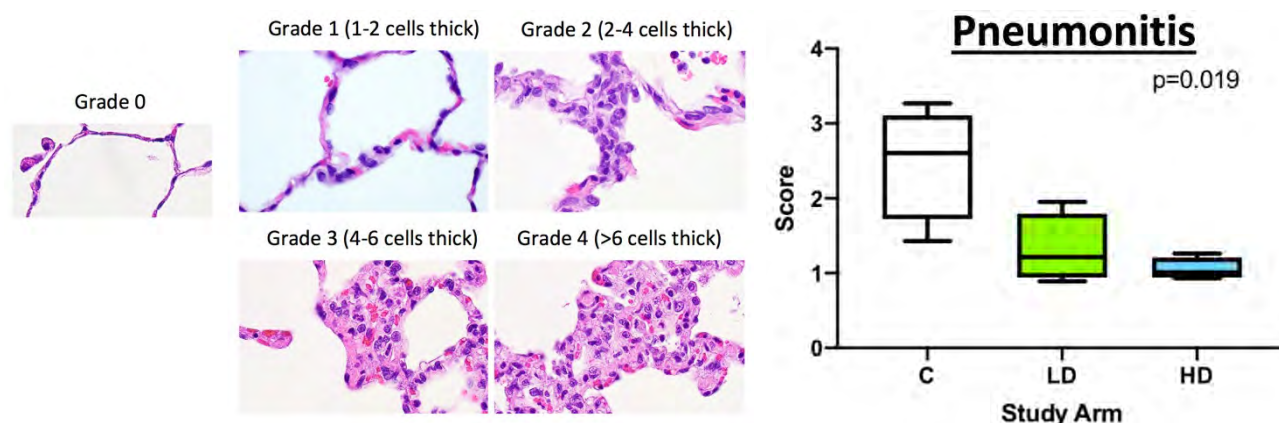 Grade 0
Grade 1 (1-2 cells thick)
Grade 2 (2-4 cells thick)
Grade 3 (4-6 cells thick)
Grade 4 (>6 cells thick)
Pneumonitis
p=0.019
4
3
2
1
0
Score
C LD HD
Study Arm